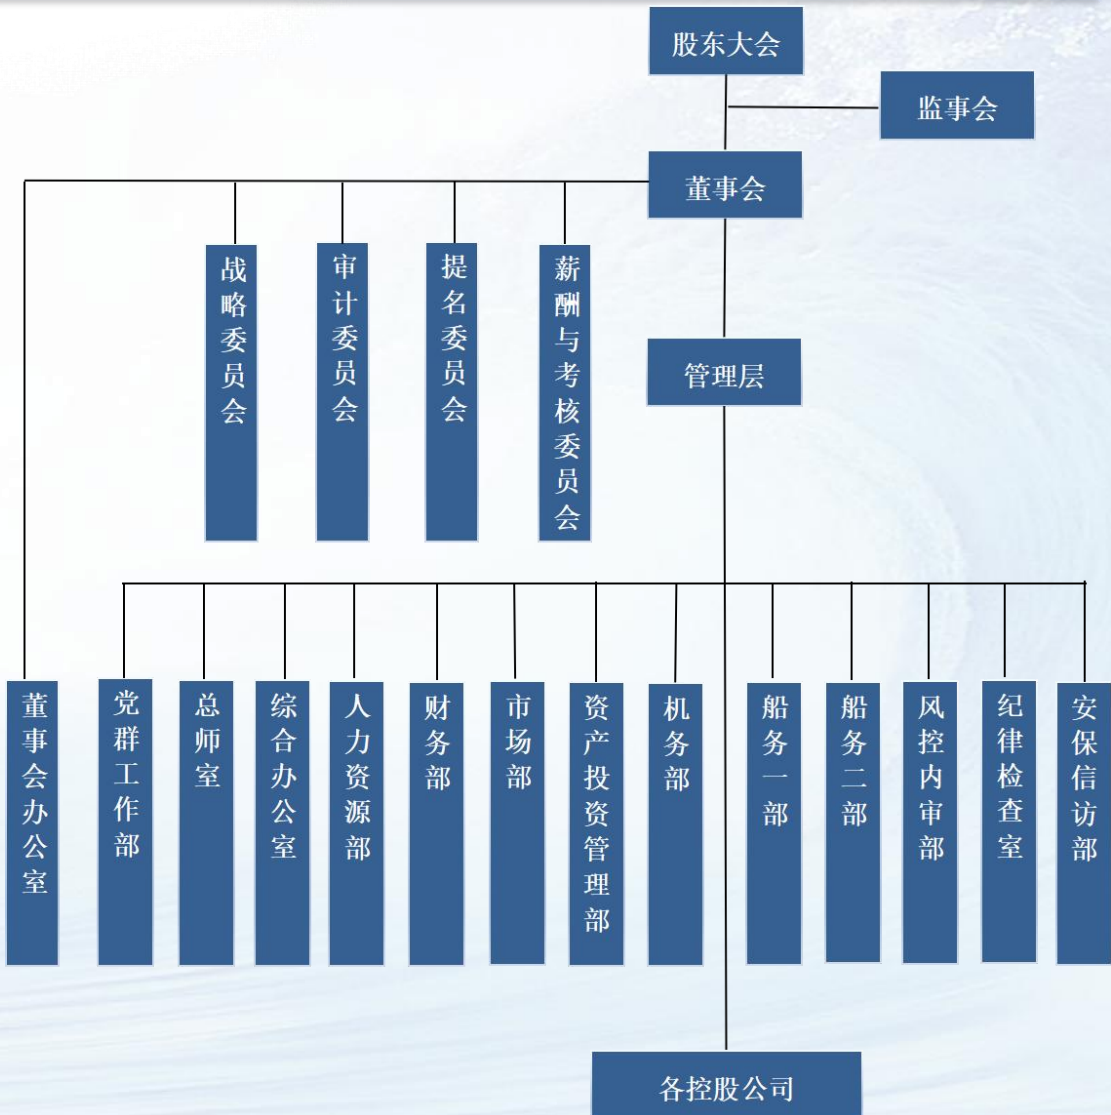 股东大会
监事会
董事会
战略委员会
审计委员会
提名委员会
薪酬与考核委员会
管理层
董事会办公室
党群工作部
总师室
综合办公室
人力资源部
财务部
市场部
资产投资管理部
机务部
船务一部
船务二部
风控内审部
纪律检查室
安保信访部
各控股公司